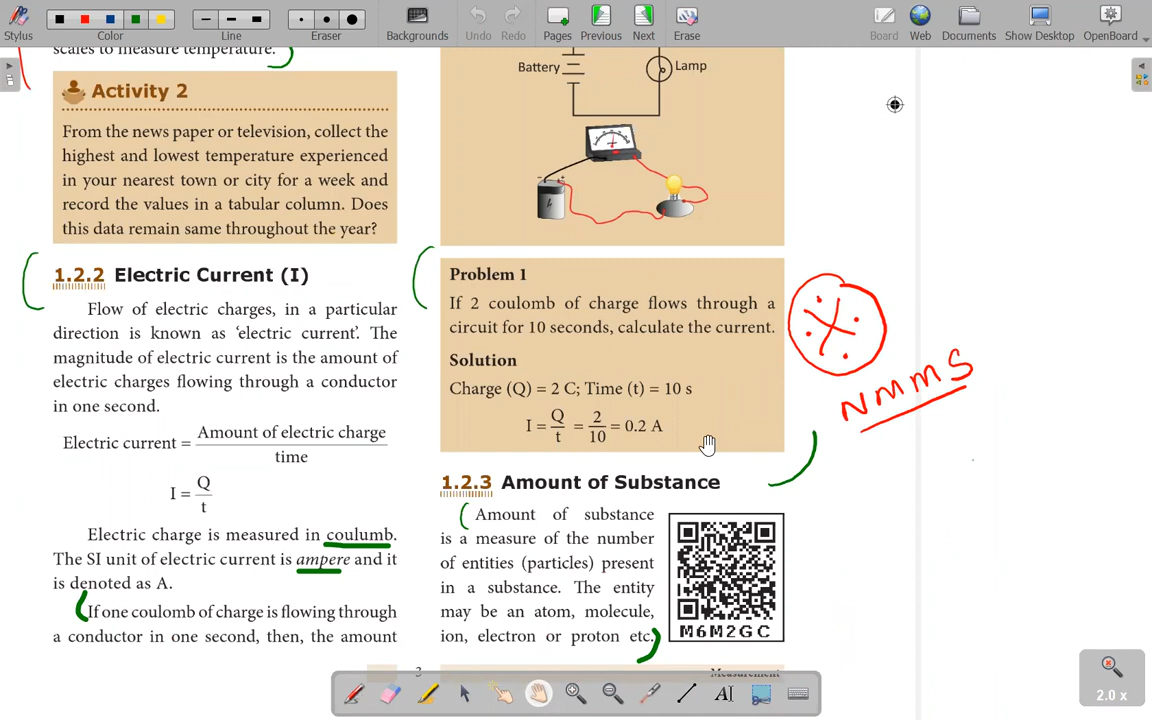 Stylus
Color
Line
Eraser
Backgrounds
Undo
Redo
Pages
Previous
Next
Erase
Board
Web
Documents
Show Desktop
OpenBoard
scales to measure temperature.
Activity 2
From the news paper or television, collect the
highest and lowest temperature experienced
in your nearest town or city for a week and
record the values in a tabular column. Does
this data remain same throughout the year?
1.2.2 Electric Current (I)
Flow of electric charges, in a particular
direction is known as ‘electric current’. The
magnitude of electric current is the amount of
electric charges flowing through a conductor
in one second.
Electric current = Amount of electric charge
time
I = Q
t
Electric charge is measured in coulumb.
The SI unit of electric current is ampere and it
is denoted as A.
If one coulomb of charge is flowing through
a conductor in one second, then, the amount
3
Battery
Lamp
Problem 1
If 2 coulomb of charge flows through a
circuit for 10 seconds, calculate the current.
Solution
Charge (Q) = 2 C; Time (t) = 10 s
I = Q/t = 2/10 = 0.2 A
1.2.3 Amount of Substance
Amount of substance
is a measure of the number
of entities (particles) present
in a substance. The entity
may be an atom, molecule,
ion, electron or proton etc.
M6M2GC
Measurement
NMMS
2.0 x